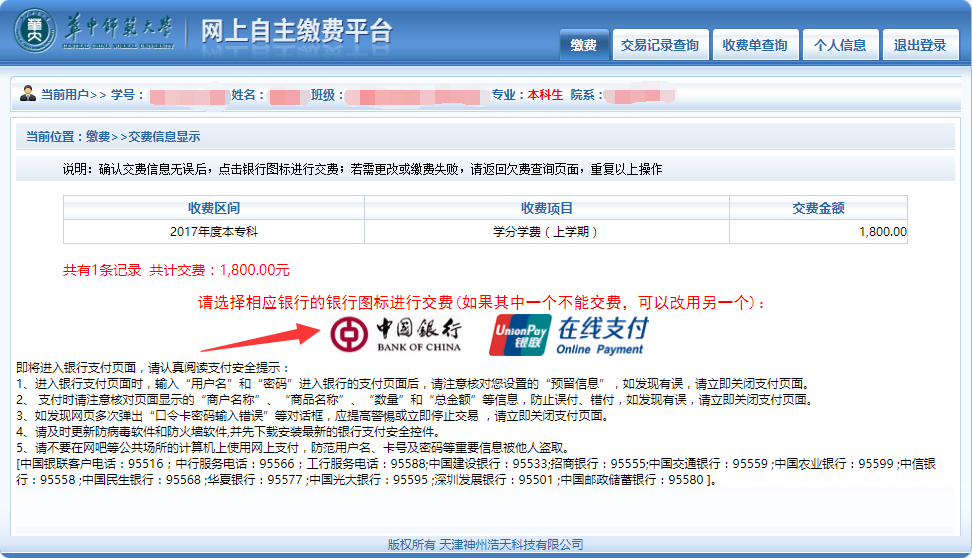 华中师范大学
CENTRAL CHINA NORMAL UNIVERSITY
网上自主缴费平台
缴费 交易记录查询 收费单查询 个人信息 退出登录
当前用户>> 学号： 姓名： 班级： 专业：本科生 院系：
当前位置：缴费>>交费信息显示
说明：确认交费信息无误后，点击银行图标进行交费；若需更改或缴费失败，请返回欠费查询页面，重复以上操作
收费区间 收费项目 交费金额
2017年度本专科 学分学费（上学期） 1,800.00
共有1条记录 共计交费：1,800.00元
请选择相应银行的银行图标进行交费(如果其中一个不能交费，可以改用另一个)：
中国银行 UnionPay 在线支付
BANK OF CHINA 银联 Online Payment
即将进入银行支付页面，请认真阅读支付安全提示：
1、进入银行支付页面时，输入“用户名”和“密码”进入银行的支付页面后，请注意核对您设置的“预留信息”，如发现有误，请立即关闭支付页面。
2、 支付时请注意核对页面显示的“商户名称”、“商品名称”、“数量”和“总金额”等信息，防止误付、错付，如发现有误，请立即关闭支付页面。
3、如发现网页多次弹出“口令卡密码输入错误”等对话框，应提高警惕或立即停止交易 ，请立即关闭支付页面。
4、请及时更新防病毒软件和防火墙软件,并先下载安装最新的银行支付安全控件。
5、请不要在网吧等公共场所的计算机上使用网上支付，防范用户名、卡号及密码等重要信息被他人盗取。
[中国银联客户电话：95516；中行服务电话：95566；工行服务电话：95588;中国建设银行：95533;招商银行：95555;中国交通银行：95559 ;中国农业银行：95599 ;中信银
行：95558 ;中国民生银行：95568 ;华夏银行：95577 ;中国光大银行：95595 ;深圳发展银行：95501 ;中国邮政储蓄银行：95580 ]。
版权所有 天津神州浩天科技有限公司